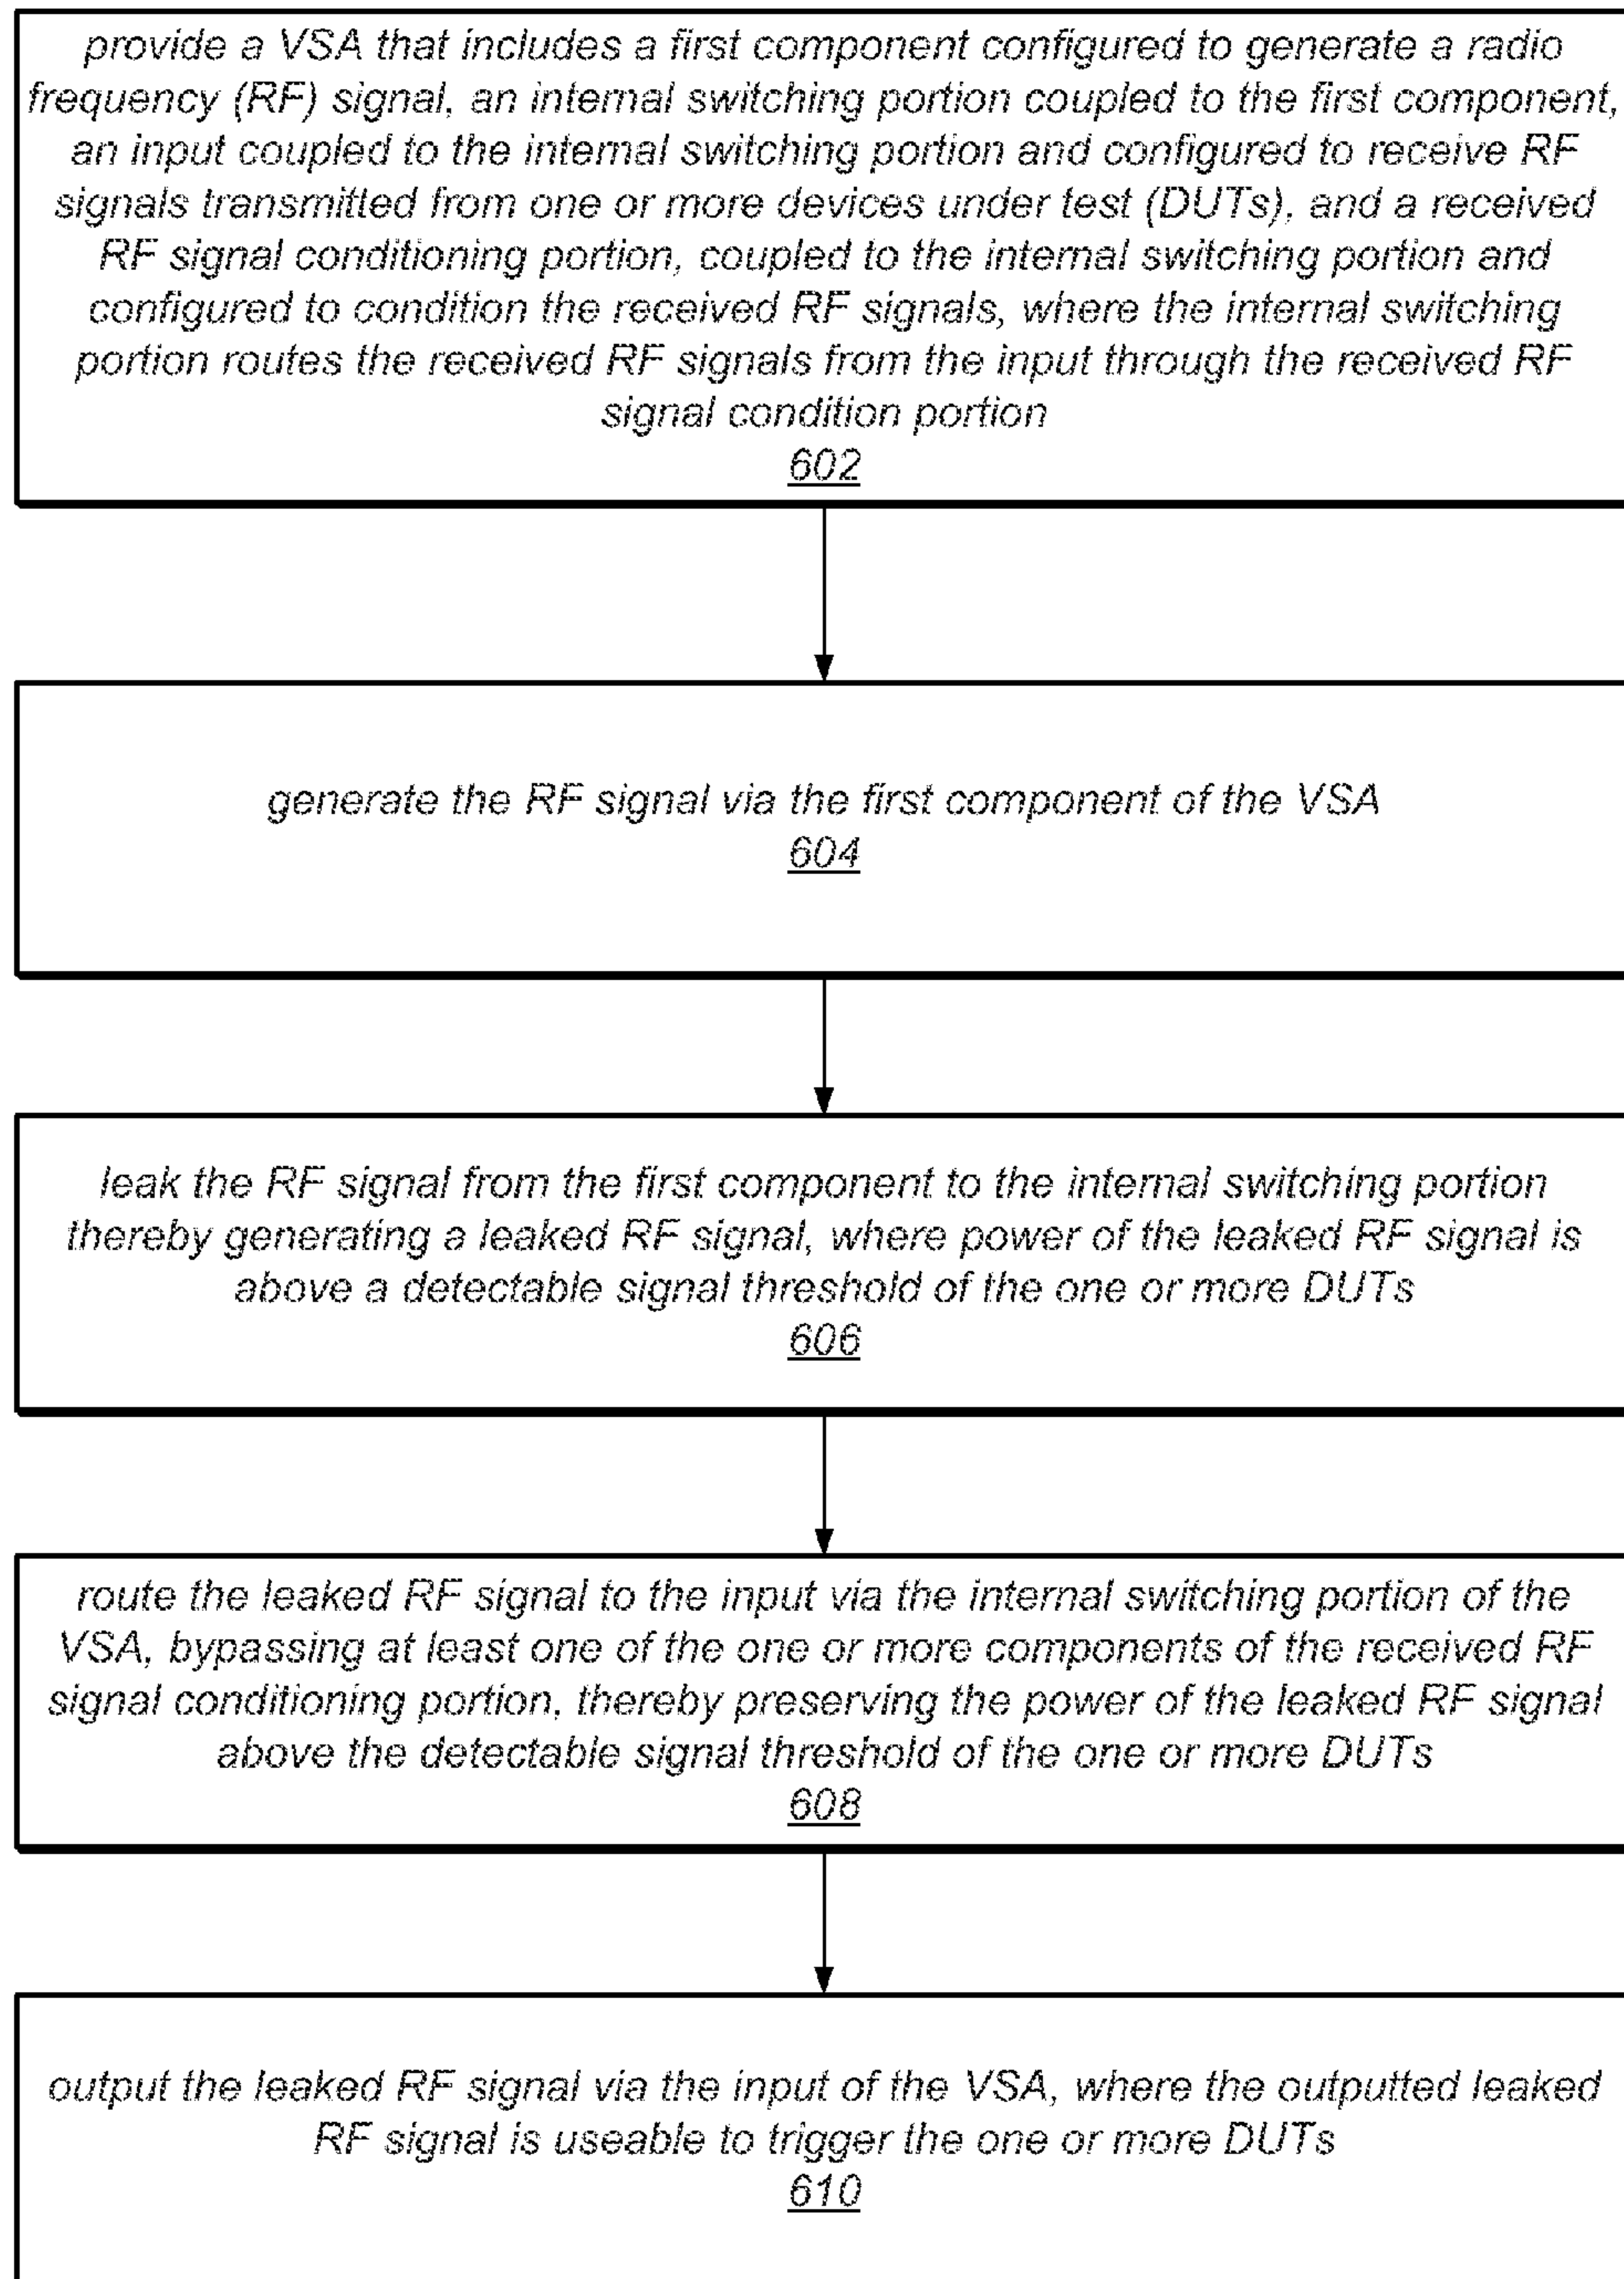 provide a VSA that includes a first component configured to generate a radio
frequency (RF) signal, an internal switching portion coupled to the first component,
an input coupled to the internal switching portion and configured to receive RF
signals transmitted from one or more devices under test (DUTs), and a received
RF signal conditioning portion, coupled to the internal switching portion and
configured to condition the received RF signals, where the internal switching
portion routes the received RF signals from the input through the received RF
signal condition portion
602
generate the RF signal via the first component of the VSA
604
leak the RF signal from the first component to the internal switching portion
thereby generating a leaked RF signal, where power of the leaked RF signal is
above a detectable signal threshold of the one or more DUTs
606
route the leaked RF signal to the input via the internal switching portion of the
VSA, bypassing at least one of the one or more components of the received RF
signal conditioning portion, thereby preserving the power of the leaked RF signal
above the detectable signal threshold of the one or more DUTs
608
output the leaked RF signal via the input of the VSA, where the outputted leaked
RF signal is useable to trigger the one or more DUTs
610